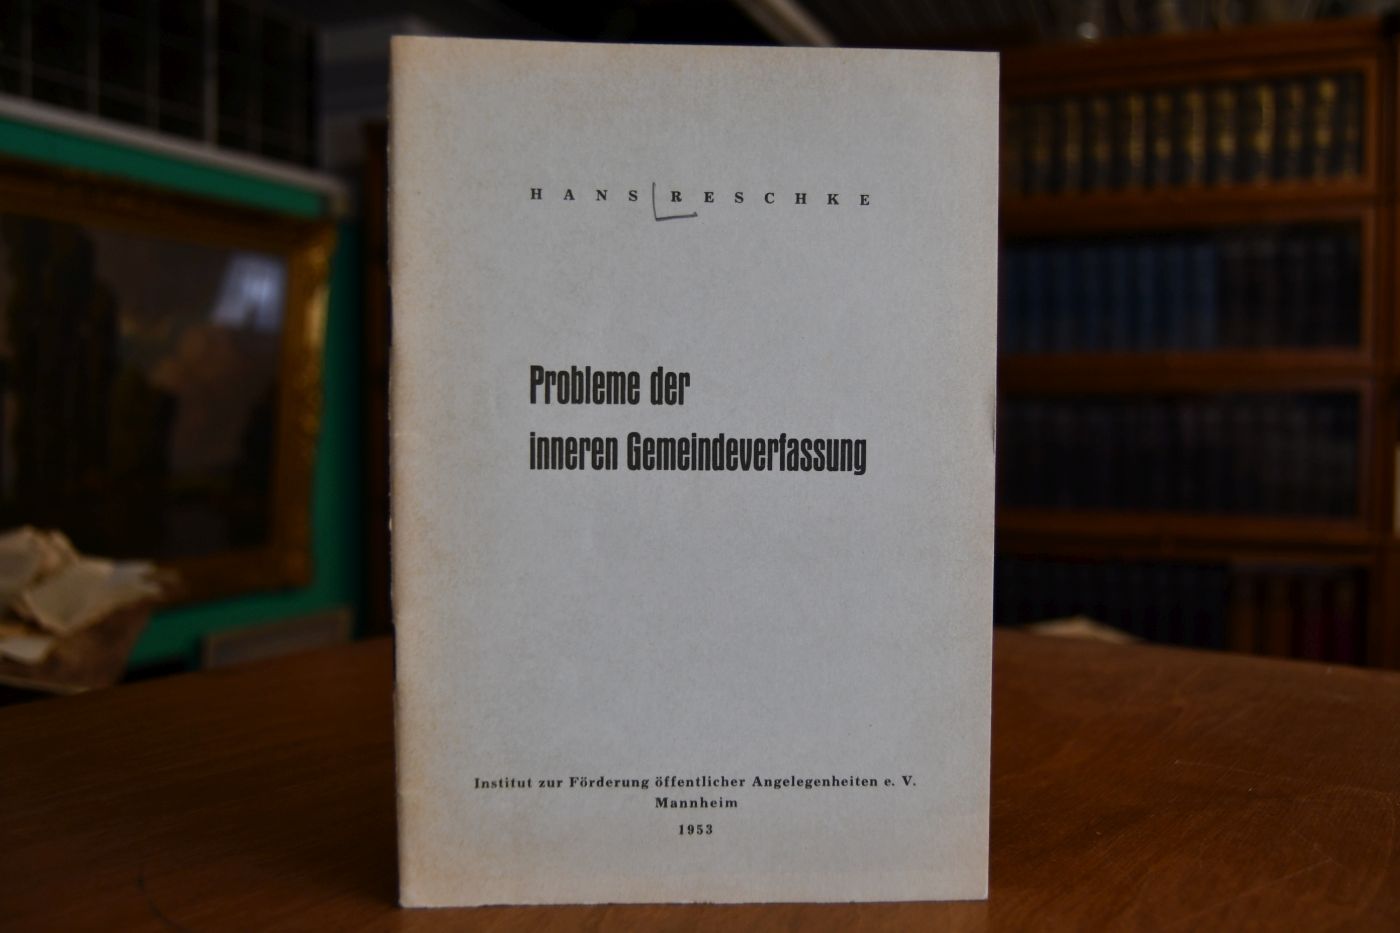 HANS RESCHKE
Probleme der
inneren Gemeindeverfassung
Institut zur Förderung öffentlicher Angelegenheiten e. V.
Mannheim
1953